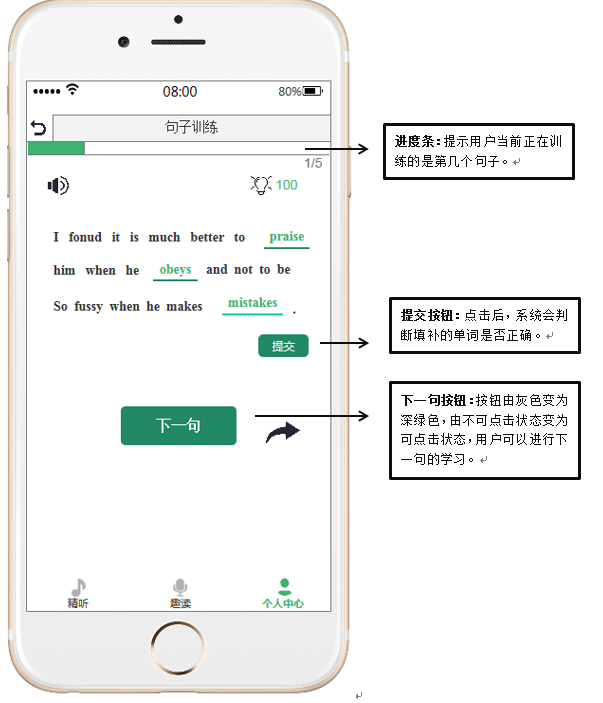 08:00
80%
句子训练
1/5
100
I fonud it is much better to praise
him when he obeys and not to be
So fussy when he makes mistakes .
提交
下一句
精听
趣读
个人中心
进度条:提示用户当前正在训
练的是第几个句子。
提交按钮: 点击后, 系统会判
断填补的单词是否正确。
下一句按钮:按钮由灰色变为
深绿色,由不可点击状态变为
可点击状态,用户可以进行下
一句的学习。